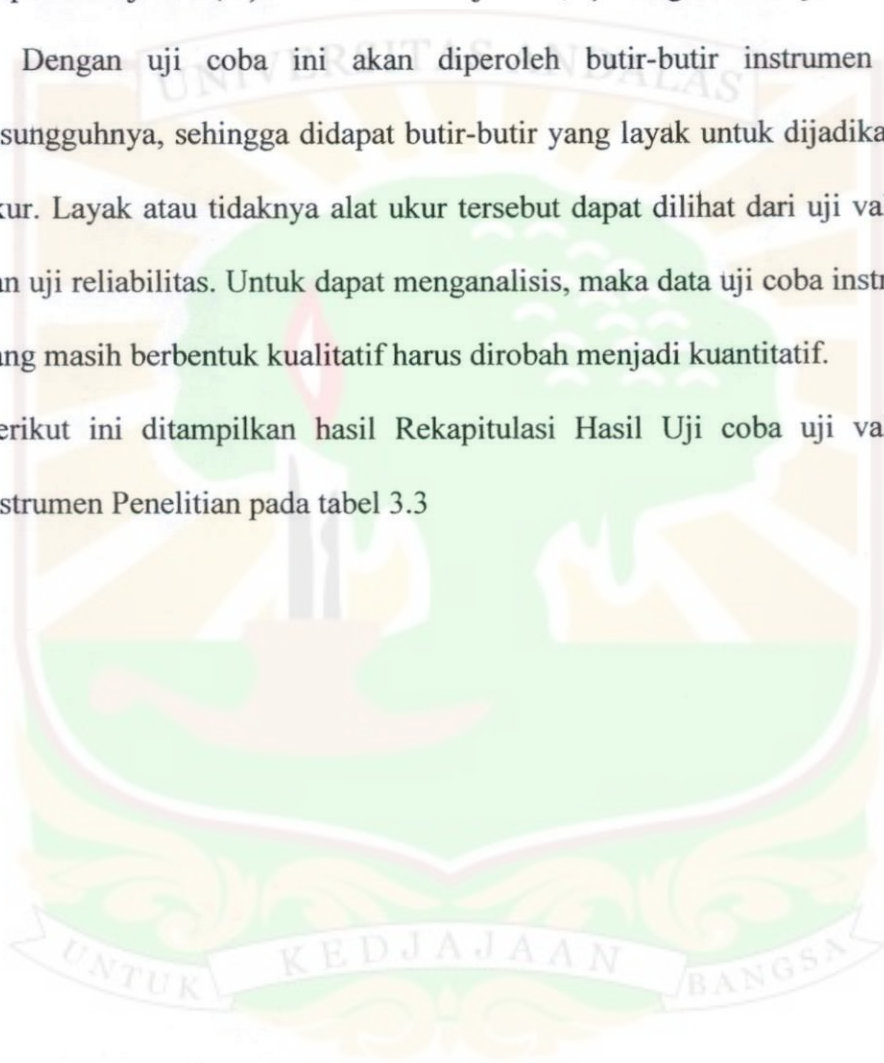 Dengan uji coba ini akan diperoleh butir-butir instrumen
sungguhnya, sehingga didapat butir-butir yang layak untuk dijadika
kur. Layak atau tidaknya alat ukur tersebut dapat dilihat dari uji va
an uji reliabilitas. Untuk dapat menganalisis, maka data uji coba instr
ang masih berbentuk kualitatif harus dirobah menjadi kuantitatif.
erikut ini ditampilkan hasil Rekapitulasi Hasil Uji coba uji va
strumen Penelitian pada tabel 3.3
UNIVERSITAS ANDALAS
UNTUK KEDJAJAAN BANGSA